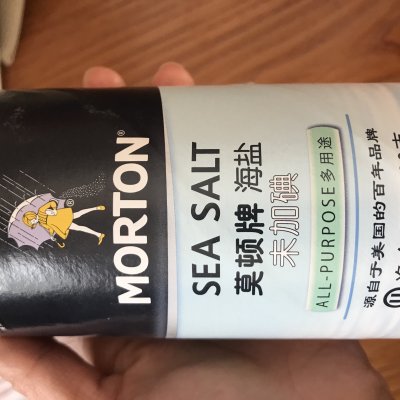 MORTON®
SEA SALT
莫顿牌 海盐
未加碘
ALL-PURPOSE 多用途
源自于美国的百年品牌